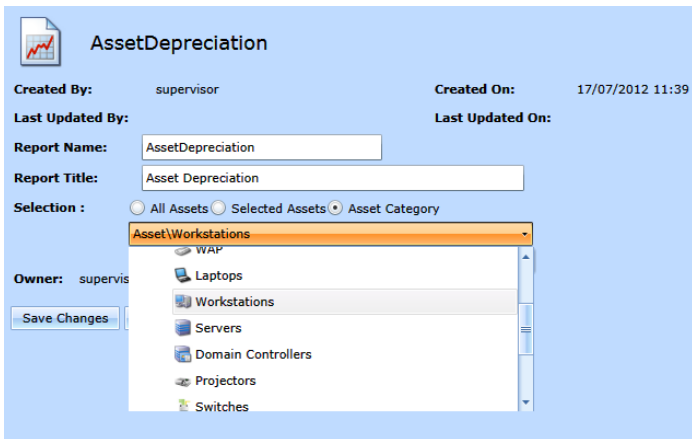 AssetDepreciation
Created By: supervisor Created On: 17/07/2012 11:39
Last Updated By: Last Updated On:
Report Name: AssetDepreciation
Report Title: Asset Depreciation
Selection : All Assets Selected Assets Asset Category
Asset\Workstations
WAP
Laptops
Owner: supervis
Workstations
Save Changes
Servers
Domain Controllers
Projectors
Switches